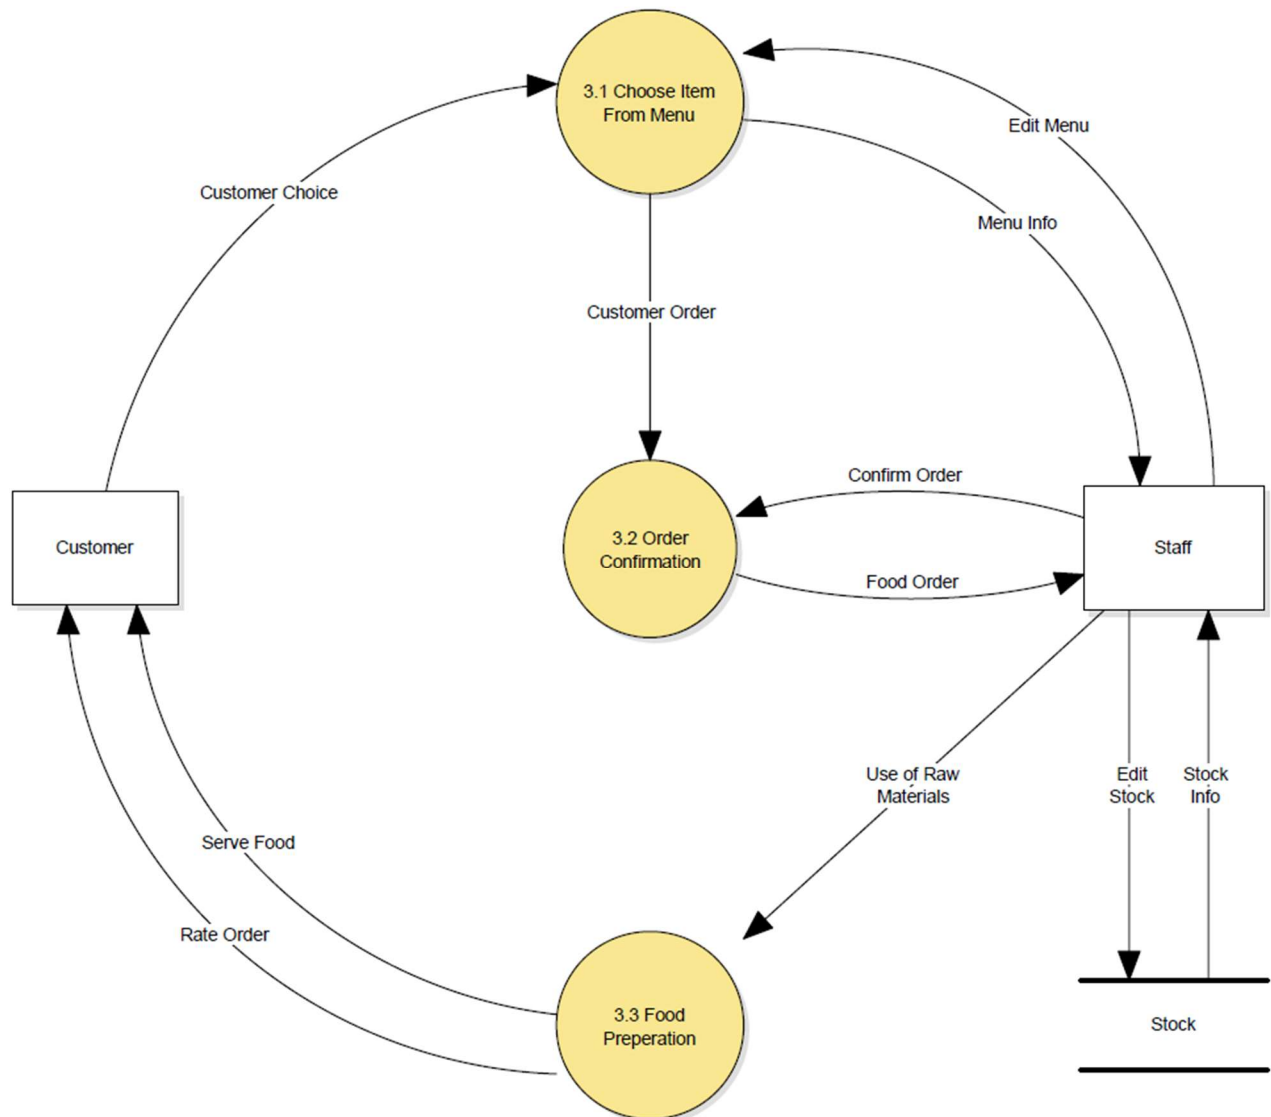 3.1 Choose Item
From Menu
Edit Menu
Customer Choice
Menu Info
Customer Order
Confirm Order
Customer
3.2 Order
Confirmation
Staff
Food Order
Use of Raw
Materials
Edit
Stock
Stock
Info
Serve Food
Rate Order
3.3 Food
Preperation
Stock